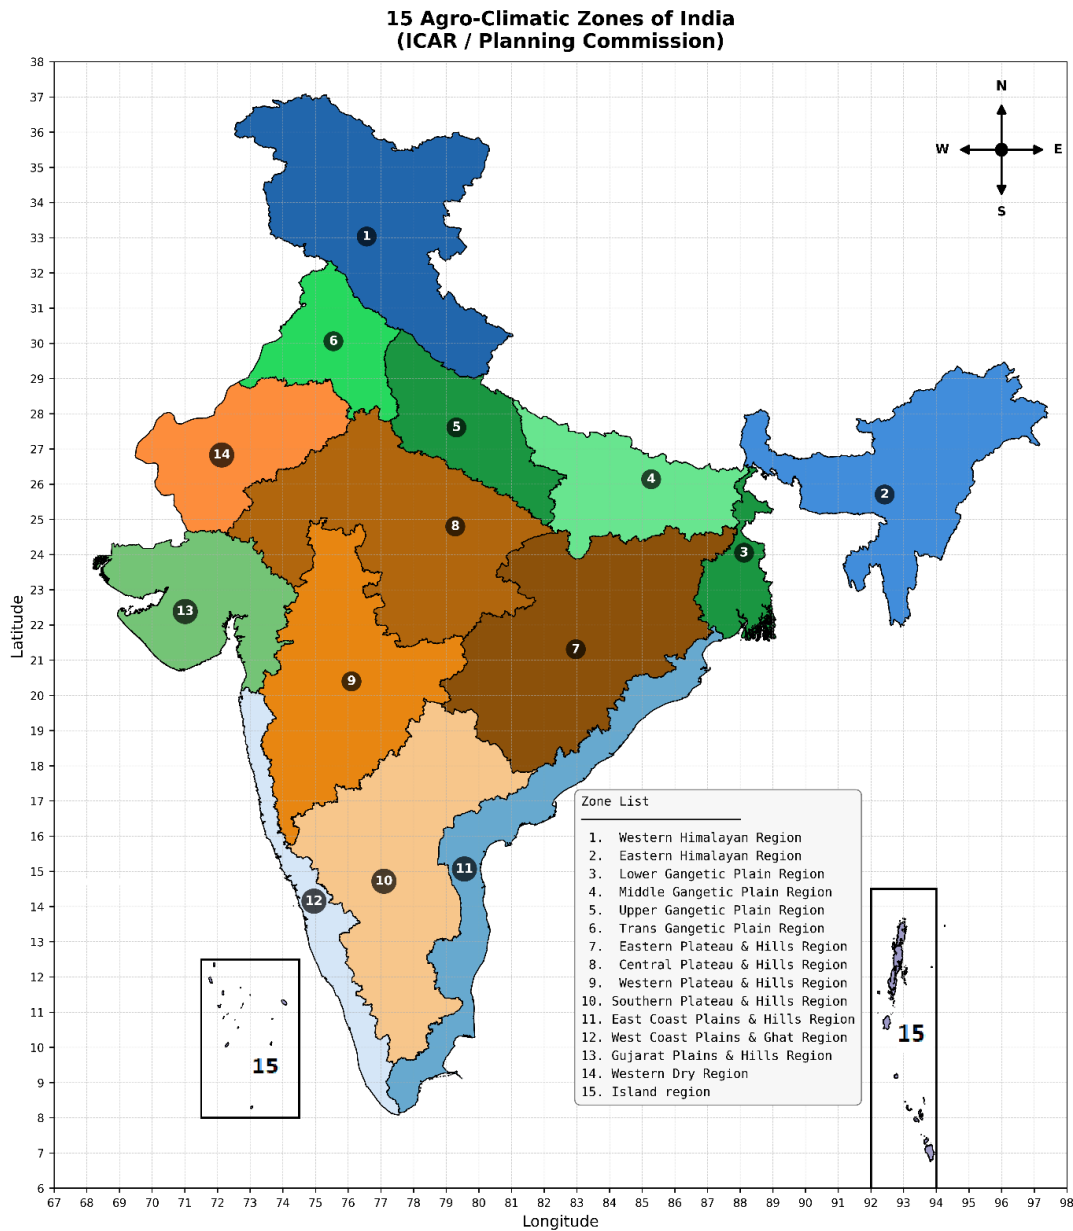 15 Agro-Climatic Zones of India
(ICAR / Planning Commission)
38
37
36
35
34
33
32
31
30
29
28
27
26
25
24
23
22
21
20
19
18
17
16
15
14
13
12
11
10
9
8
7
6
Latitude
N
W E
S
1
6
5
14
4
2
8
3
13
7
9
11
10
12
15
15
Zone List
1. Western Himalayan Region
2. Eastern Himalayan Region
3. Lower Gangetic Plain Region
4. Middle Gangetic Plain Region
5. Upper Gangetic Plain Region
6. Trans Gangetic Plain Region
7. Eastern Plateau & Hills Region
8. Central Plateau & Hills Region
9. Western Plateau & Hills Region
10. Southern Plateau & Hills Region
11. East Coast Plains & Hills Region
12. West Coast Plains & Ghat Region
13. Gujarat Plains & Hills Region
14. Western Dry Region
15. Island region
67 68 69 70 71 72 73 74 75 76 77 78 79 80 81 82 83 84 85 86 87 88 89 90 91 92 93 94 95 96 97 98
Longitude